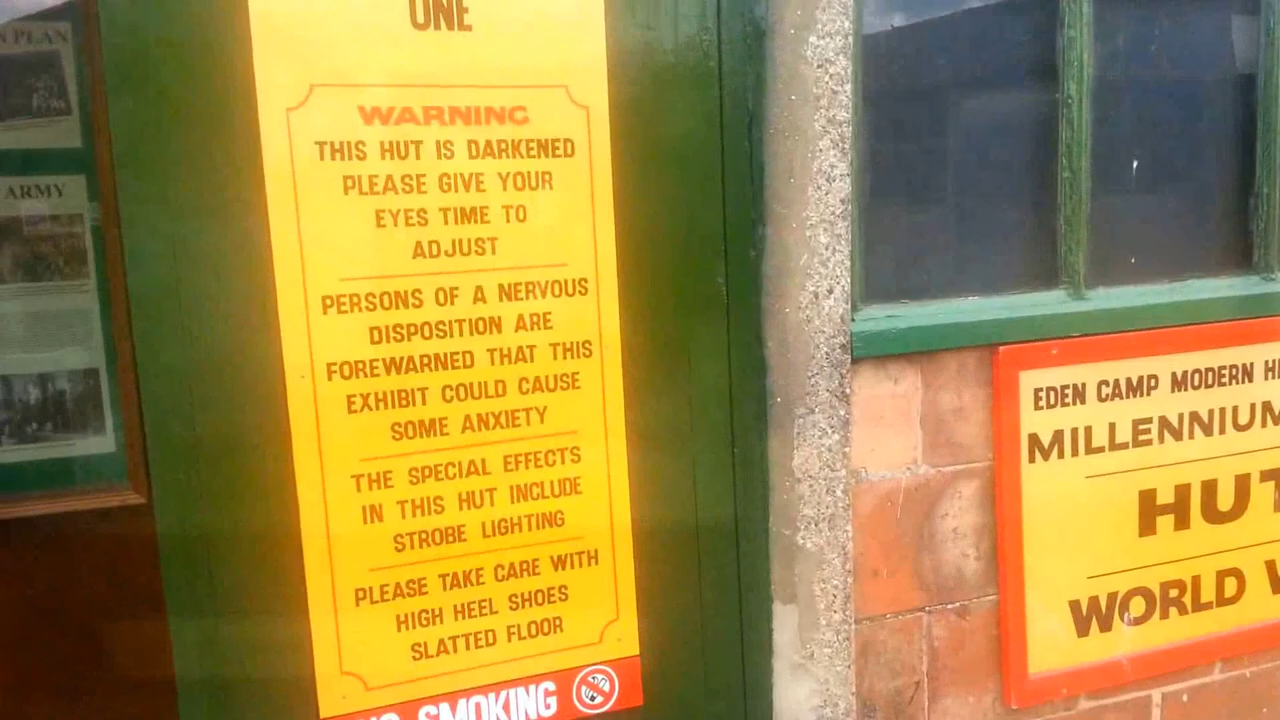 N PLAN
ARMY
ONE
WARNING
THIS HUT IS DARKENED
PLEASE GIVE YOUR
EYES TIME TO
ADJUST
PERSONS OF A NERVOUS
DISPOSITION ARE
FOREWARNED THAT THIS
EXHIBIT COULD CAUSE
SOME ANXIETY
THE SPECIAL EFFECTS
IN THIS HUT INCLUDE
STROBE LIGHTING
PLEASE TAKE CARE WITH
HIGH HEEL SHOES
SLATTED FLOOR
NO SMOKING
EDEN CAMP MODERN H
MILLENNIUM
HUT
WORLD